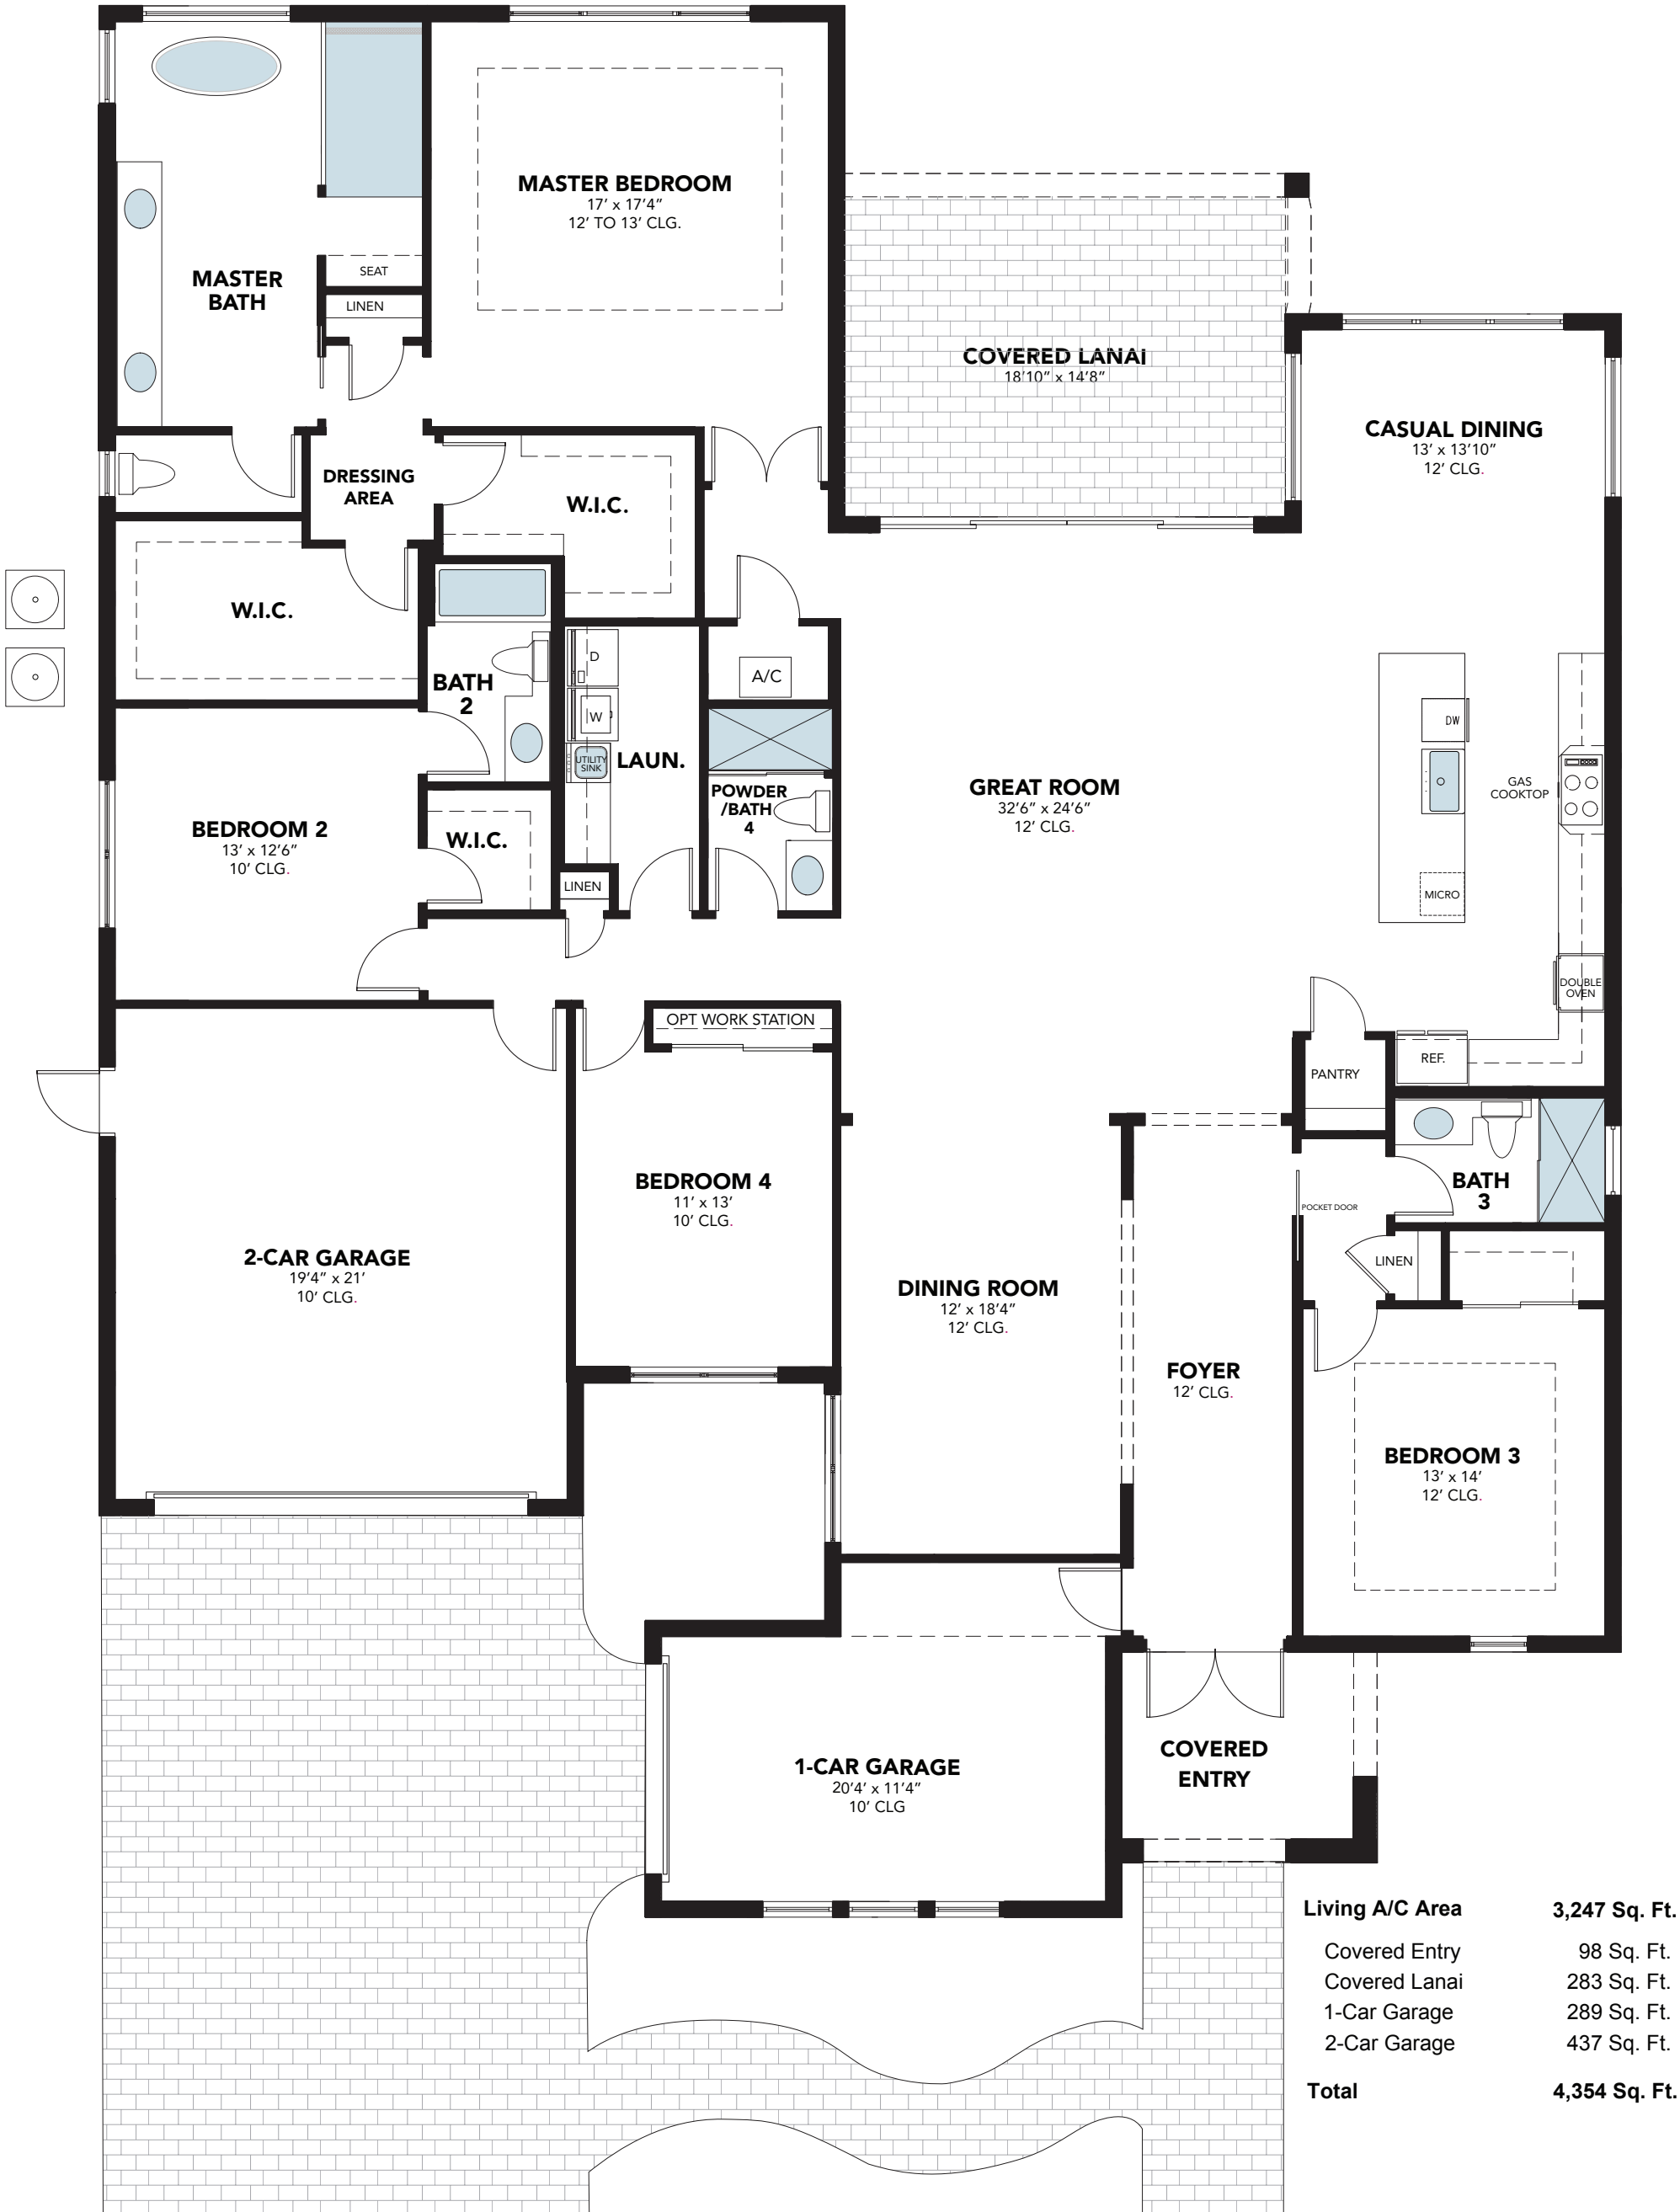 MASTER BEDROOM
17’ x 17’4”
12’ TO 13’ CLG.
MASTER
BATH
SEAT
LINEN
COVERED LANAI
18’10” x 14’8”
CASUAL DINING
13’ x 13’10”
12’ CLG.
DRESSING
AREA
W.I.C.
W.I.C.
BATH
2
D
W
UTILITY
SINK
LAUN.
A/C
POWDER
/BATH
4
GREAT ROOM
32’6” x 24’6”
12’ CLG.
DW
GAS
COOKTOP
MICRO
DOUBLE
OVEN
REF.
PANTRY
BEDROOM 2
13’ x 12’6”
10’ CLG.
W.I.C.
LINEN
OPT WORK STATION
BEDROOM 4
11’ x 13’
10’ CLG.
BATH
3
POCKET DOOR
LINEN
2-CAR GARAGE
19’4” x 21’
10’ CLG.
DINING ROOM
12’ x 18’4”
12’ CLG.
FOYER
12’ CLG.
BEDROOM 3
13’ x 14’
12’ CLG.
1-CAR GARAGE
20’4’ x 11’4”
10’ CLG
COVERED
ENTRY
Living A/C Area 3,247 Sq. Ft.
Covered Entry 98 Sq. Ft.
Covered Lanai 283 Sq. Ft.
1-Car Garage 289 Sq. Ft.
2-Car Garage 437 Sq. Ft.
Total 4,354 Sq. Ft.